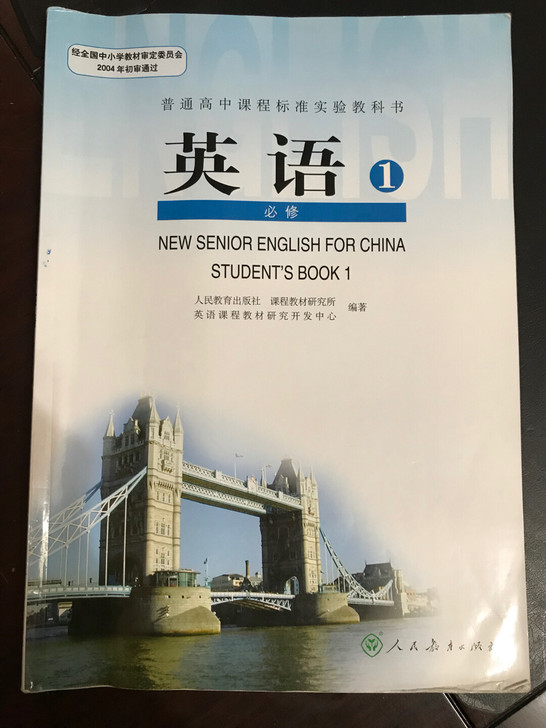 经全国中小学教材审定委员会
2004年初审通过
ENGLISH
普通高中课程标准实验教科书
英语 1
必修
NEW SENIOR ENGLISH FOR CHINA
STUDENT'S BOOK 1
人民教育出版社 课程教材研究所 编著
英语课程教材研究开发中心
人民教育出版社